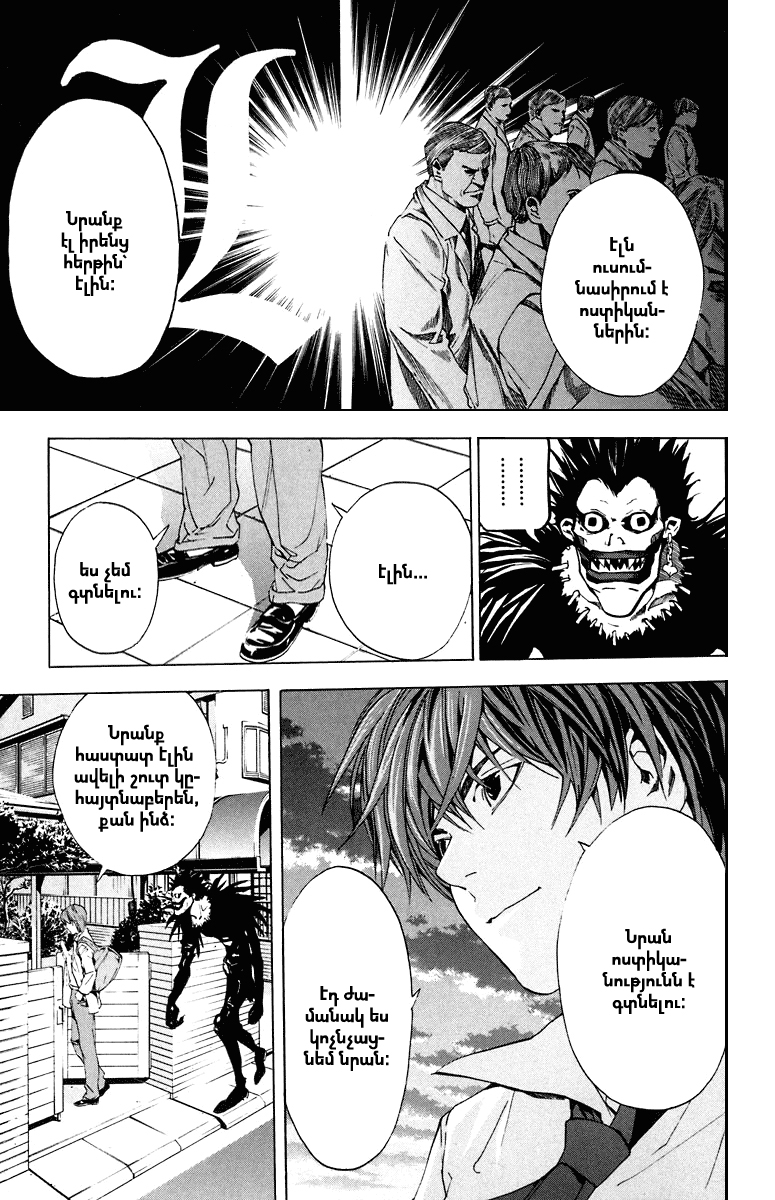 էլն
ուսում-
նասիրում է
ոստիկան-
ներին:
Նրանք
էլ իրենց
հերթին՝
էլին:
........
էլին...
ես չեմ
գտնելու:
Նրան
ոստիկա-
նությունն է
գտնելու:
Էդ ժա-
մանակ ես
կոչնչաց-
նեմ նրան:
Նրանք
հաստատ էլին
ավելի շուտ կը-
հայտնաբերեն,
քան ինձ: